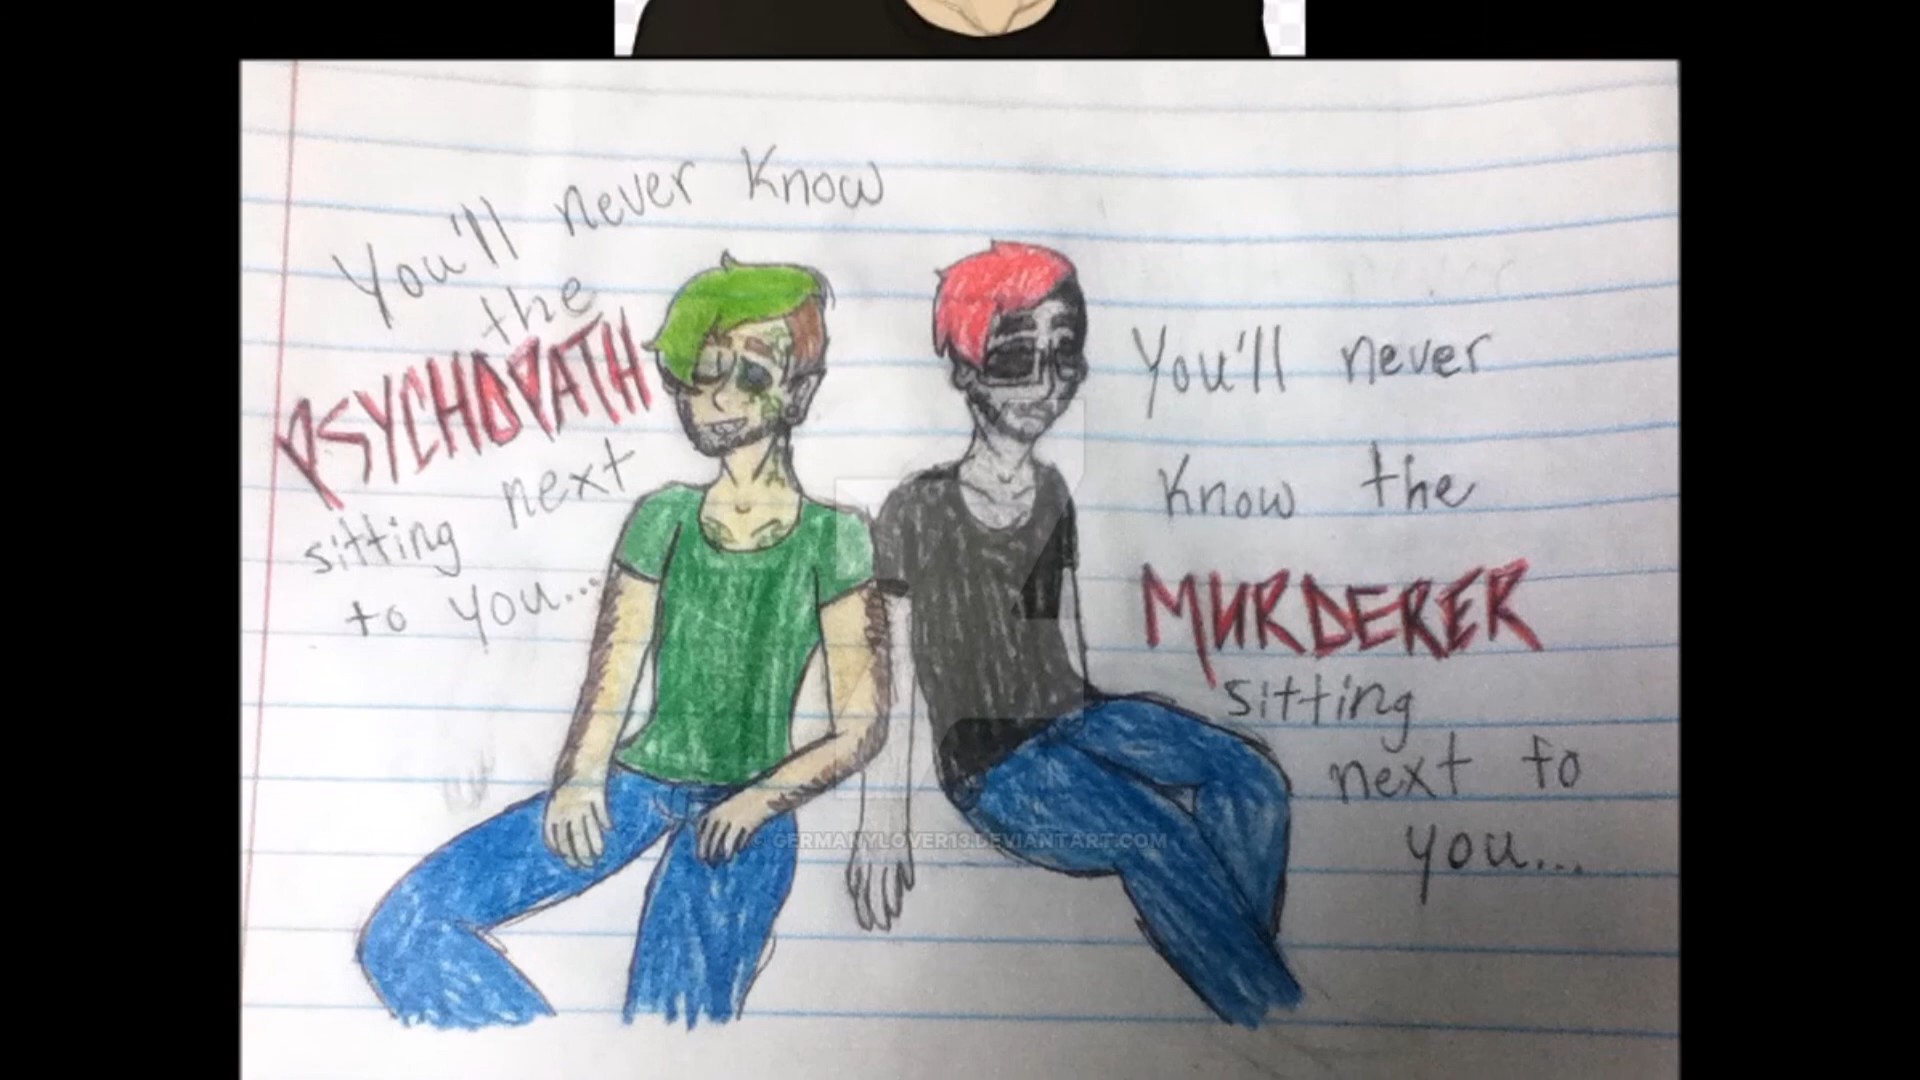 You'll never know
the
PSYCHOPATH
sitting next
to you...
You'll never
know the
MURDERER
sitting
next to
you...
© GERMANYLOVER13.DEVIANTART.COM